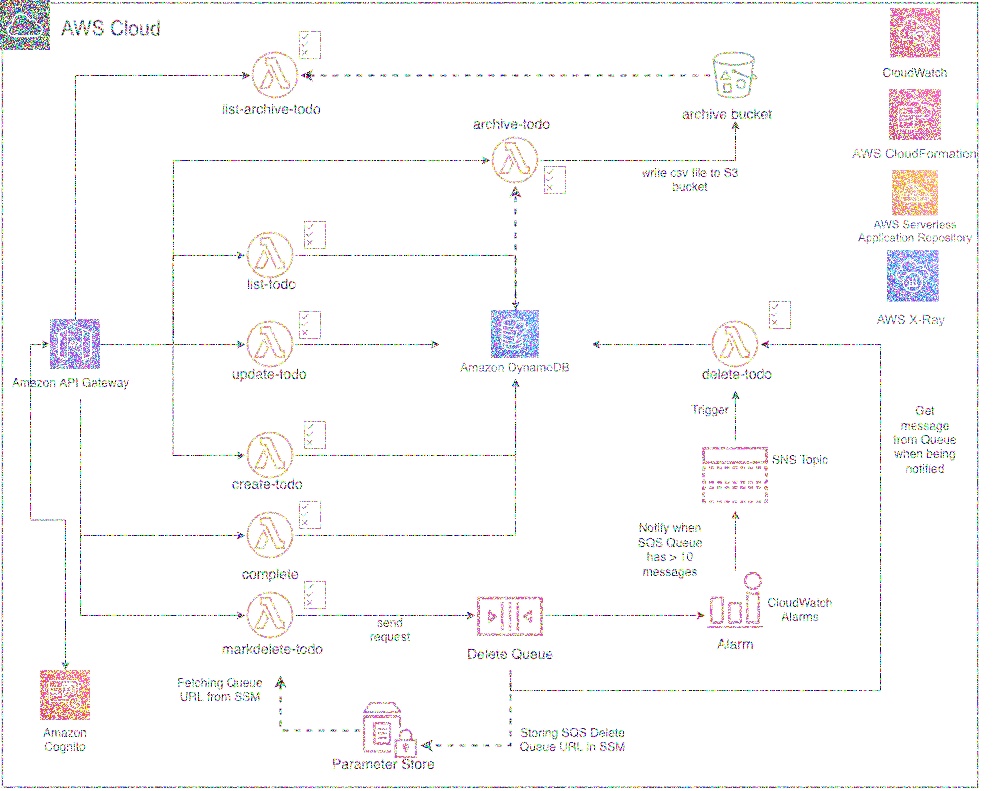 AWS Cloud
CloudWatch
list-archive-todo
archive bucket
archive-todo
AWS CloudFormation
write csv file to S3
bucket
AWS Serverless
Application Repository
list-todo
AWS X-Ray
Amazon API Gateway
update-todo
Amazon DynamoDB
delete-todo
Trigger
Get
message
from Queue
when being
notified
SNS Topic
create-todo
Notify when
SQS Queue
has > 10
messages
complete
CloudWatch
Alarms
send
request
markdelete-todo
Delete Queue
Alarm
Fetching Queue
URL from SSM
Amazon
Cognito
Storing SQS Delete
Queue URL in SSM
Parameter Store